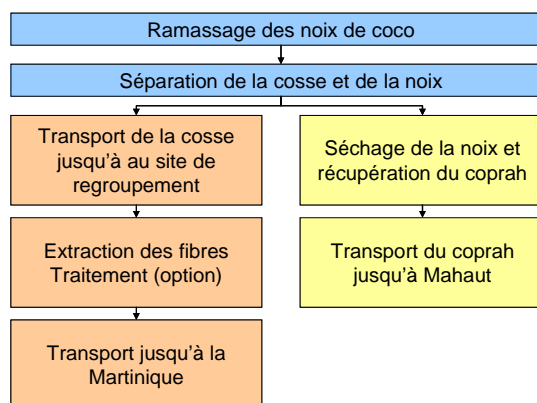 Ramassage des noix de coco
Séparation de la cosse et de la noix
Transport de la cosse
jusqu'à au site de
regroupement
Séchage de la noix et
récupération du coprah
Extraction des fibres
Traitement (option)
Transport du coprah
jusqu'à Mahaut
Transport jusqu'à la
Martinique